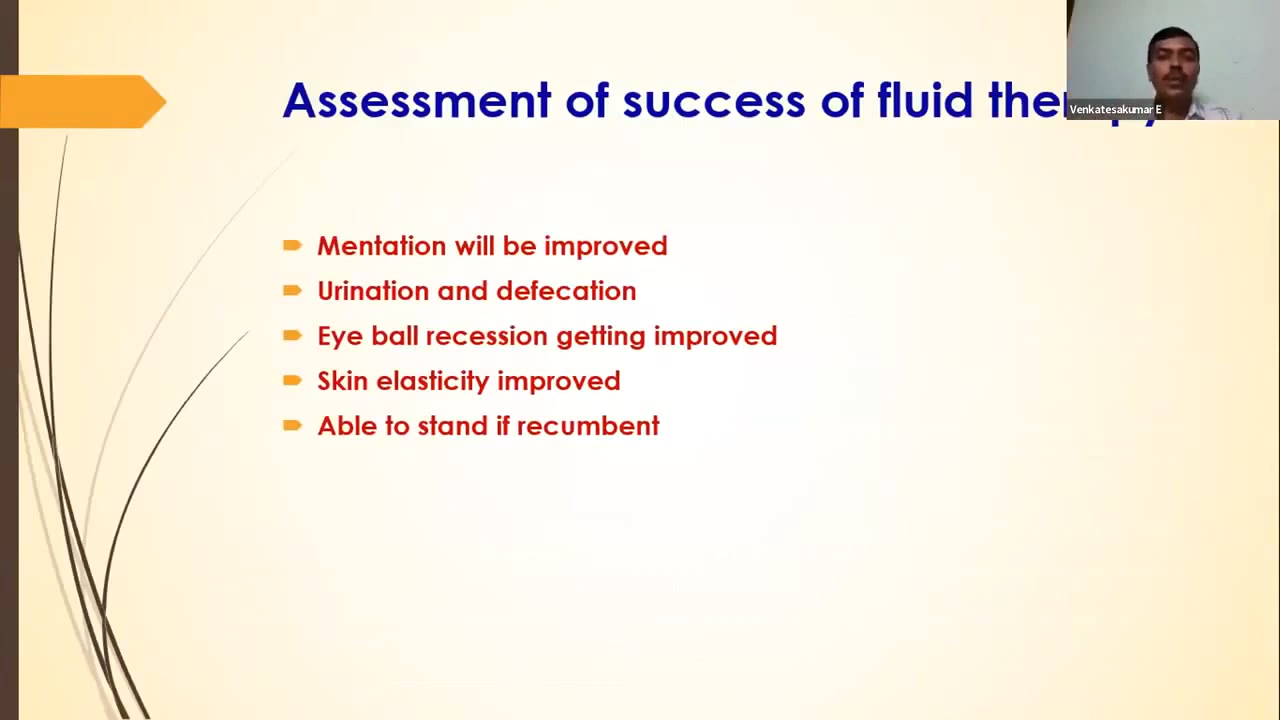 Assessment of success of fluid
Venkatesakumar E
Mentation will be improved
Urination and defecation
Eye ball recession getting improved
Skin elasticity improved
Able to stand if recumbent